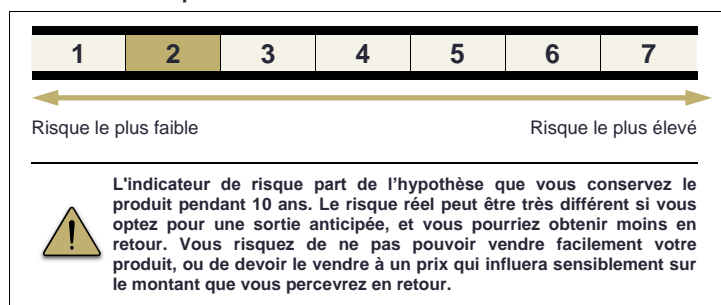 1 2 3 4 5 6 7
Risque le plus faible Risque le plus élevé
L'indicateur de risque part de l’hypothèse que vous conservez le
produit pendant 10 ans. Le risque réel peut être très différent si vous
optez pour une sortie anticipée, et vous pourriez obtenir moins en
retour. Vous risquez de ne pas pouvoir vendre facilement votre
produit, ou de devoir le vendre à un prix qui influera sensiblement sur
le montant que vous percevrez en retour.